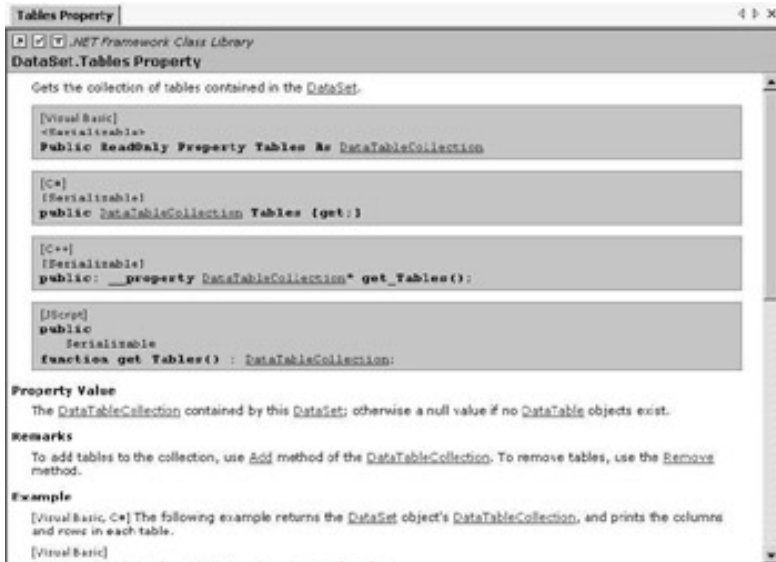 Tables Property
.NET Framework Class Library
DataSet.Tables Property
Gets the collection of tables contained in the DataSet.
[Visual Basic]
<Serializable>
Public ReadOnly Property Tables As DataTableCollection
[C#]
[Serializable]
public DataTableCollection Tables {get;}
[C++]
[Serializable]
public: __property DataTableCollection* get_Tables();
[JScript]
public
Serializable
function get Tables() : DataTableCollection;
Property Value
The DataTableCollection contained by this DataSet; otherwise a null value if no DataTable objects exist.
Remarks
To add tables to the collection, use Add method of the DataTableCollection. To remove tables, use the Remove
method.
Example
[Visual Basic, C#] The following example returns the DataSet object's DataTableCollection, and prints the columns
and rows in each table.
[Visual Basic]